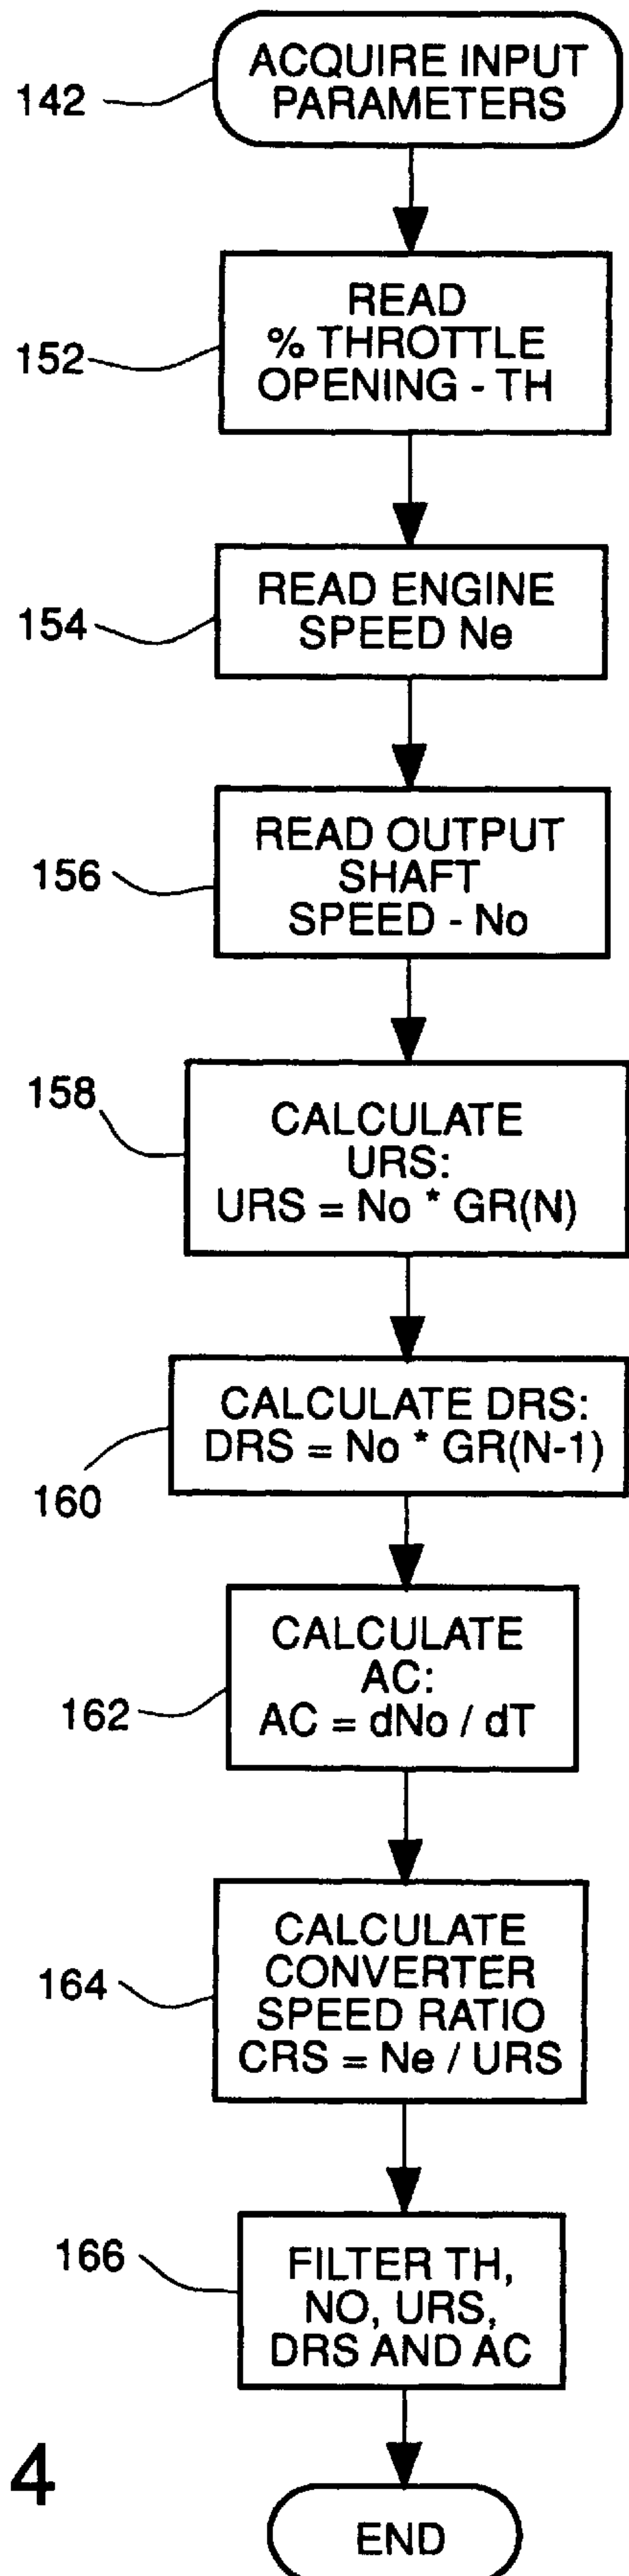 142
ACQUIRE INPUT
PARAMETERS
152
READ
% THROTTLE
OPENING - TH
154
READ ENGINE
SPEED Ne
156
READ OUTPUT
SHAFT
SPEED - No
158
CALCULATE
URS:
URS = No * GR(N)
160
CALCULATE DRS:
DRS = No * GR(N-1)
162
CALCULATE
AC:
AC = dNo / dT
164
CALCULATE
CONVERTER
SPEED RATIO
CRS = Ne / URS
166
FILTER TH,
NO, URS,
DRS AND AC
4
END